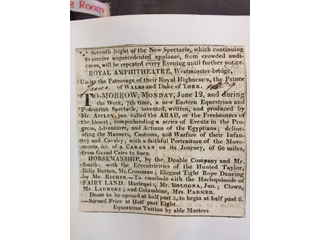 R ROOM
Seventh Night of the New Spectacle, which continuing
to receive unprecedented applause, from crowded audi-
ences, will be repeated every Evening until further notice.
ROYAL AMPHITHEATRE, Westminster-bridge,
Under the Patronage of their Royal Highnesses, the Prince
of WALES and Duke of YORK.
TO-MORROW, MONDAY, June 19, and during
the Week, 7th time, a new Eastern Equestrian and
Pedestrian Spectacle, invented, written, and produced by
Mr. ASTLEY, jun. called the ARAB, or the Freebooters of
the Desert; comprehending a series of Events in the Pro-
gress, Adventures, and Actions of the Egyptians; delineat-
ing the Manners, Customs, and Warfare of their Infan-
try and Cavalry; with a faithful Portraiture of the Move-
ments, &c. of a CARAVAN on its Journey, of 60 miles,
from Grand Cairo to Suez.
HORSEMANSHIP, by the Double Company and Mr.
Smith; with the Eccentricities of the Hunted Taylor,
Billy Button, Mr. Crossman; Elegant Tight Rope Dancing
by Mr. RICHER.—To conclude with the Harlequinade of
FAIRY LAND. Harlequin, Mr. BOLOGNA, Jun; Clown,
Mr. LAURENT; and Columbine, Mrs. PARKER.
Doors to be opened at half past 5, to begin at half past 6.
—Second Price at Half past Eight.
Equestrian Tuition by able Masters